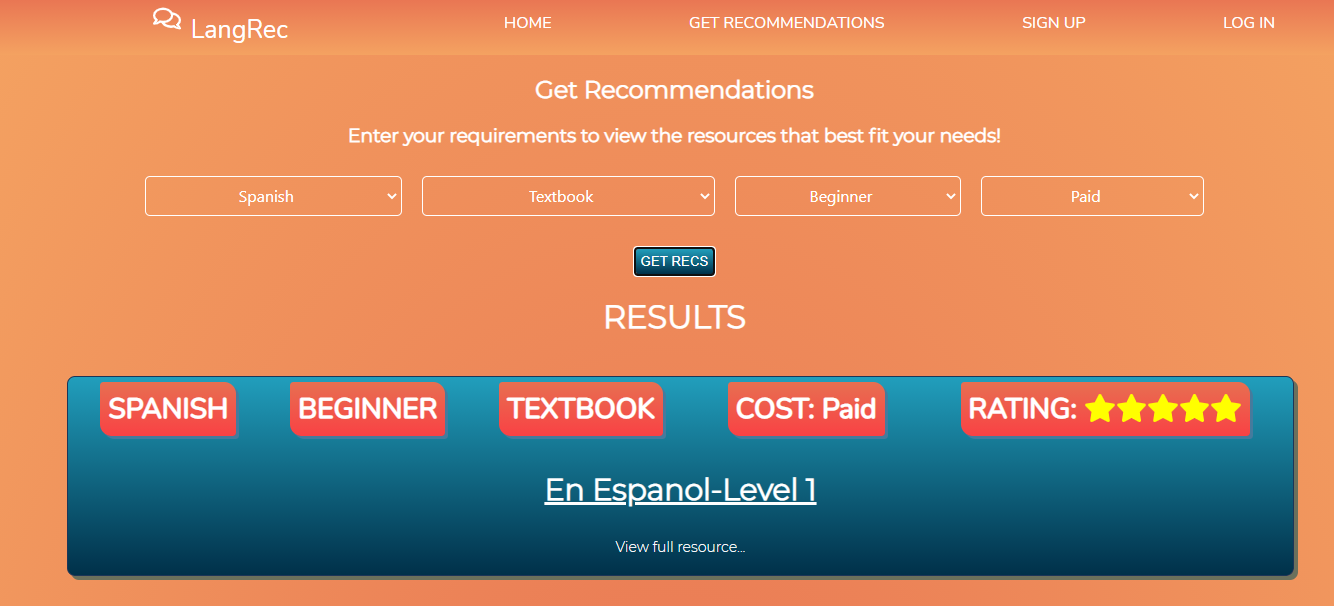 LangRec HOME GET RECOMMENDATIONS SIGN UP LOG IN
Get Recommendations
Enter your requirements to view the resources that best fit your needs!
Spanish Textbook Beginner Paid
GET RECS
RESULTS
SPANISH BEGINNER TEXTBOOK COST: Paid RATING:
En Espanol-Level 1
View full resource...